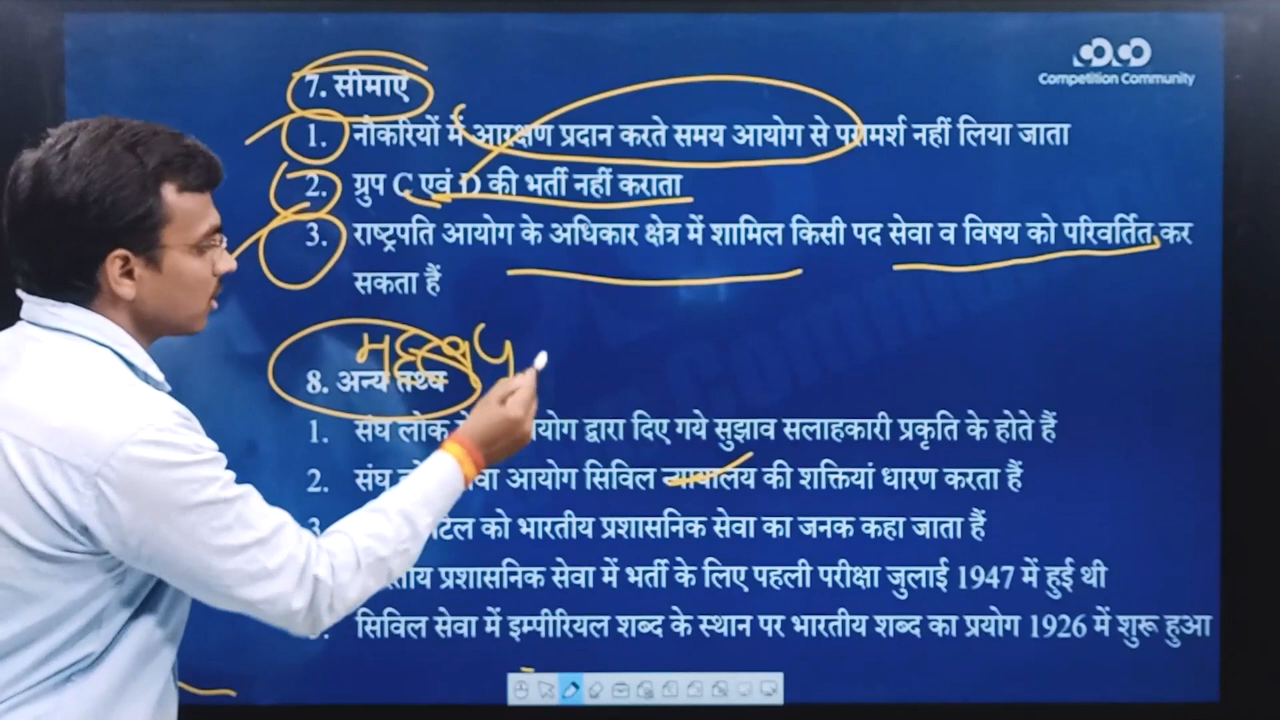 Competition Community
7. सीमाएं
1. नौकरियों में आरक्षण प्रदान करते समय आयोग से परामर्श नहीं लिया जाता
2. ग्रुप C एवं D की भर्ती नहीं कराता
3. राष्ट्रपति आयोग के अधिकार क्षेत्र में शामिल किसी पद सेवा व विषय को परिवर्तित कर
सकता हैं
8. अन्य तथ्य
1. संघ लोक द्वारा दिए गये सुझाव सलाहकारी प्रकृति के होते हैं
2. संघ आयोग सिविल न्यायालय की शक्तियां धारण करता हैं
3. को भारतीय प्रशासनिक सेवा का जनक कहा जाता हैं
प्रशासनिक सेवा में भर्ती के लिए पहली परीक्षा जुलाई 1947 में हुई थी
सिविल सेवा में इम्पीरियल शब्द के स्थान पर भारतीय शब्द का प्रयोग 1926 में शुरू हुआ